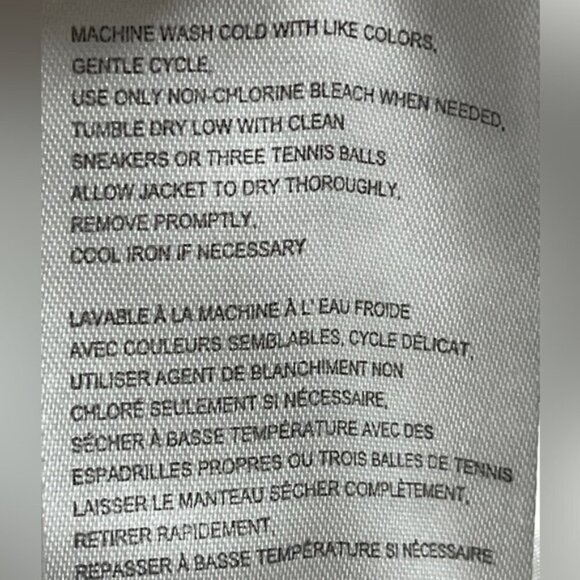 MACHINE WASH COLD WITH LIKE COLORS,
GENTLE CYCLE,
USE ONLY NON-CHLORINE BLEACH WHEN NEEDED,
TUMBLE DRY LOW WITH CLEAN
SNEAKERS OR THREE TENNIS BALLS
ALLOW JACKET TO DRY THOROUGHLY,
REMOVE PROMPTLY,
COOL IRON IF NECESSARY
LAVABLE À LA MACHINE À L' EAU FROIDE
AVEC COULEURS SEMBLABLES, CYCLE DÉLICAT,
UTILISER AGENT DE BLANCHIMENT NON
CHLORÉ SEULEMENT SI NÉCESSAIRE,
SÉCHER À BASSE TEMPÉRATURE AVEC DES
ESPADRILLES PROPRES OU TROIS BALLES DE TENNIS
LAISSER LE MANTEAU SÉCHER COMPLÈTEMENT,
RETIRER RAPIDEMENT,
REPASSER À BASSE TEMPÉRATURE SI NÉCESSAIRE